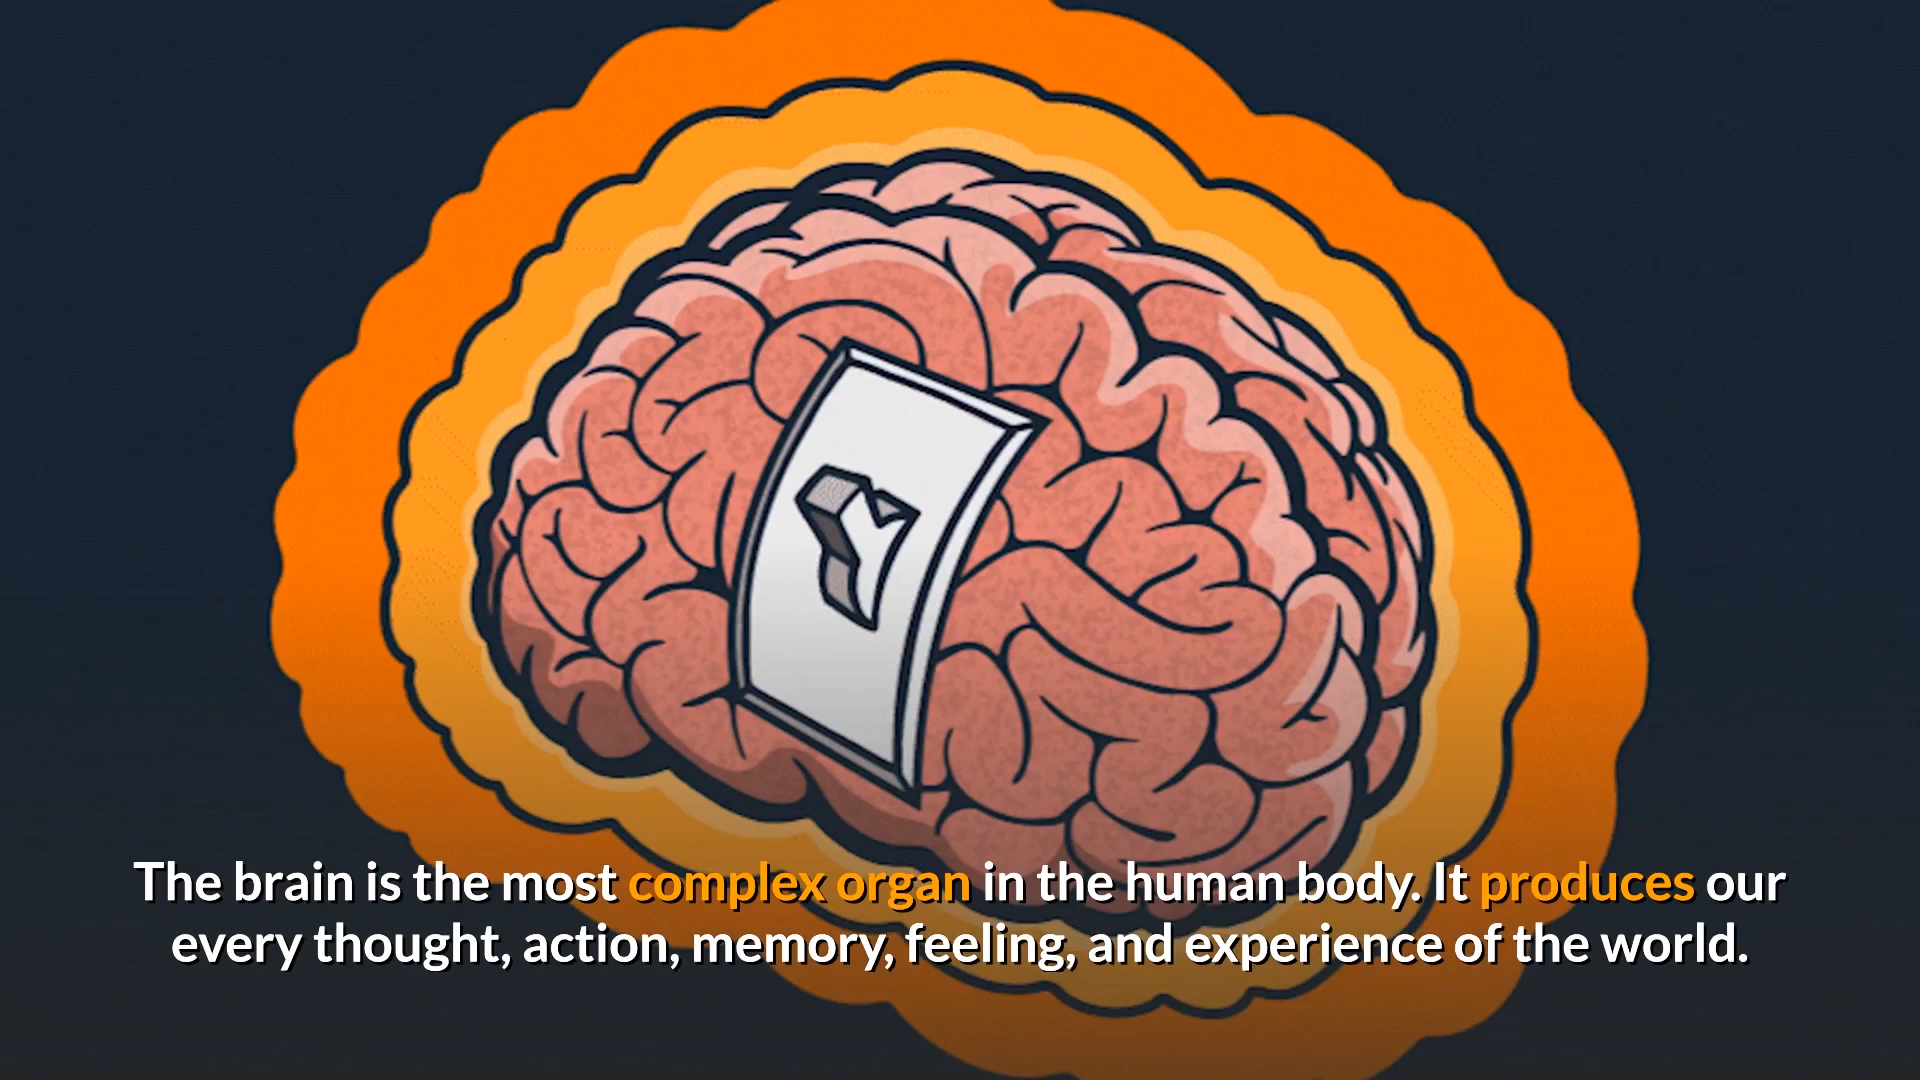 The brain is the most complex organ in the human body. It produces our
every thought, action, memory, feeling, and experience of the world.